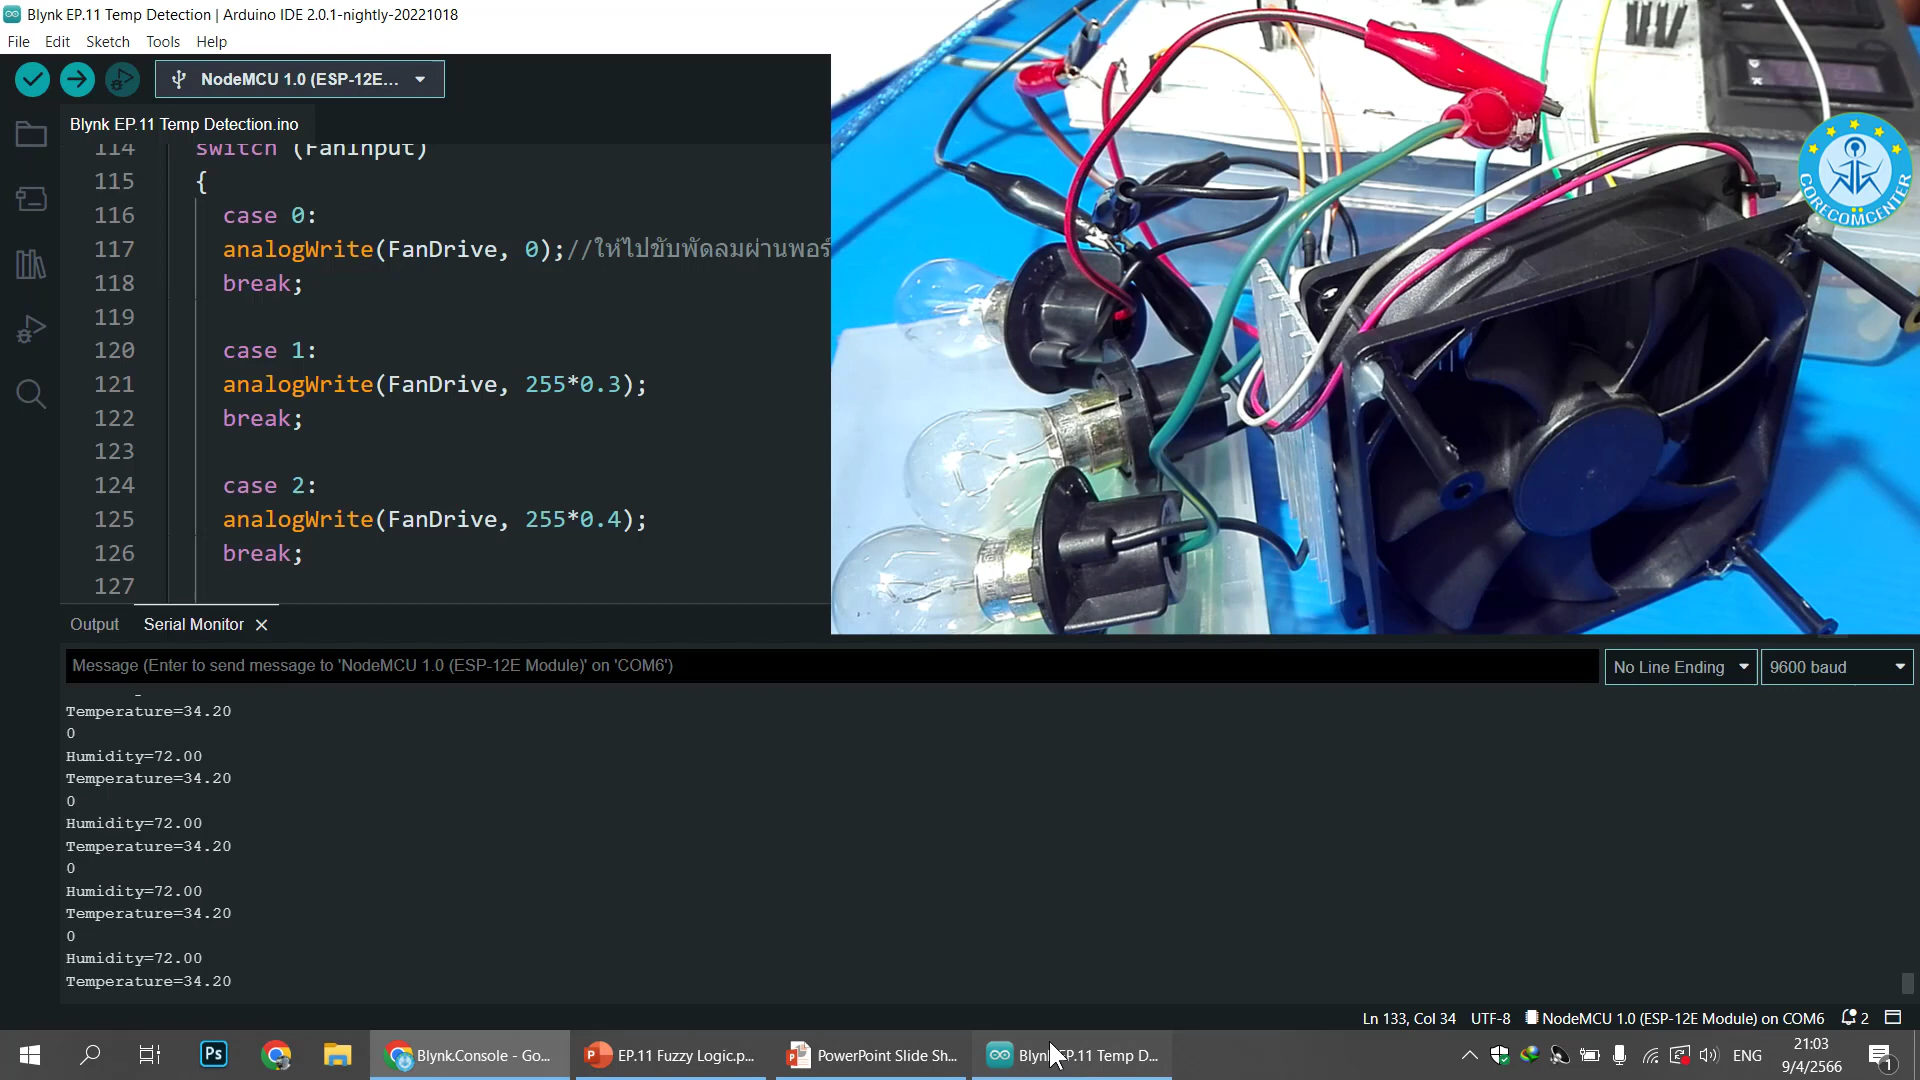 Blynk EP.11 Temp Detection | Arduino IDE 2.0.1-nightly-20221018
File Edit Sketch Tools Help
NodeMCU 1.0 (ESP-12E...
Blynk EP.11 Temp Detection.ino
114 switch (FanInput)
115 {
116 case 0:
117 analogWrite(FanDrive, 0);//ให้ไปขับพัดลมผ่านพอร์
118 break;
119
120 case 1:
121 analogWrite(FanDrive, 255*0.3);
122 break;
123
124 case 2:
125 analogWrite(FanDrive, 255*0.4);
126 break;
127
CORECOMCENTER
Output Serial Monitor
Message (Enter to send message to 'NodeMCU 1.0 (ESP-12E Module)' on 'COM6')
No Line Ending 9600 baud
Temperature=34.20
0
Humidity=72.00
Temperature=34.20
0
Humidity=72.00
Temperature=34.20
0
Humidity=72.00
Temperature=34.20
0
Humidity=72.00
Temperature=34.20
Ln 133, Col 34 UTF-8 NodeMCU 1.0 (ESP-12E Module) on COM6 2
Ps Blynk.Console - Go... EP.11 Fuzzy Logic.p... PowerPoint Slide Sh... Blynk EP.11 Temp D... ENG 21:03 1
9/4/2566